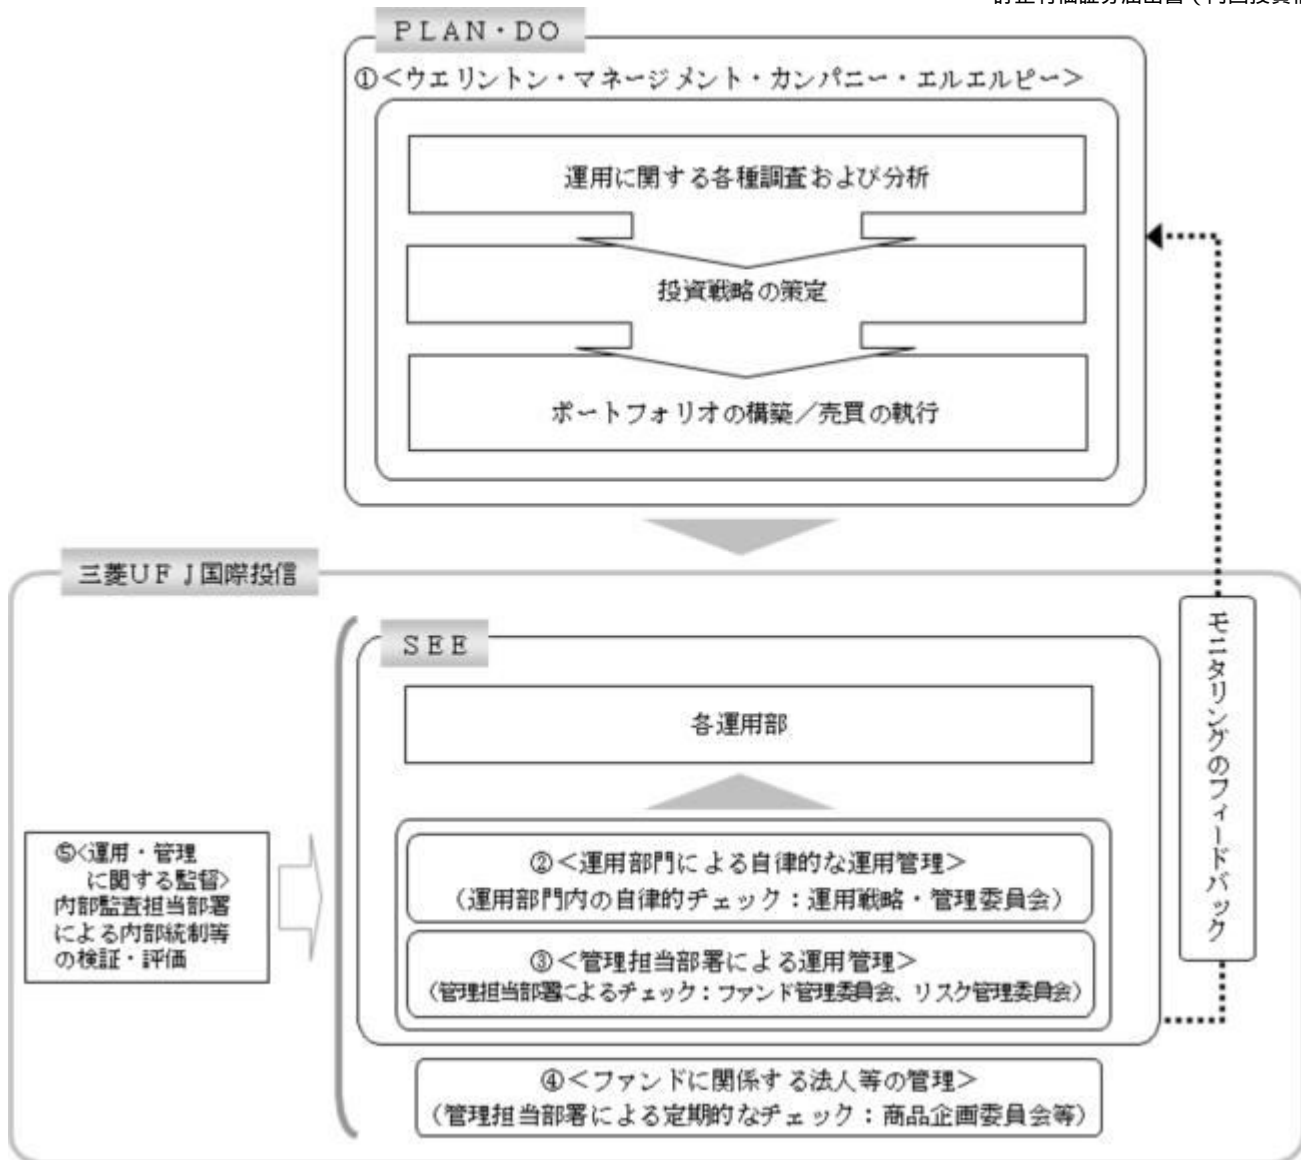 PLAN・DO
①<ウエリントン・マネージメント・カンパニー・エルエルピー>
運用に関する各種調査および分析
投資戦略の策定
ポートフォリオの構築／売買の執行
三菱UFJ国際投信
SEE
各運用部
モニタリングのフィードバック
②<運用部門による自律的な運用管理>
(運用部門内の自律的チェック：運用戦略・管理委員会)
③<管理担当部署による運用管理>
(管理担当部署によるチェック：ファンド管理委員会、リスク管理委員会)
⑤<運用・管理
に関する監督>
内部監査担当部署
による内部統制等
の検証・評価
④<ファンドに関係する法人等の管理>
(管理担当部署による定期的なチェック：商品企画委員会等)